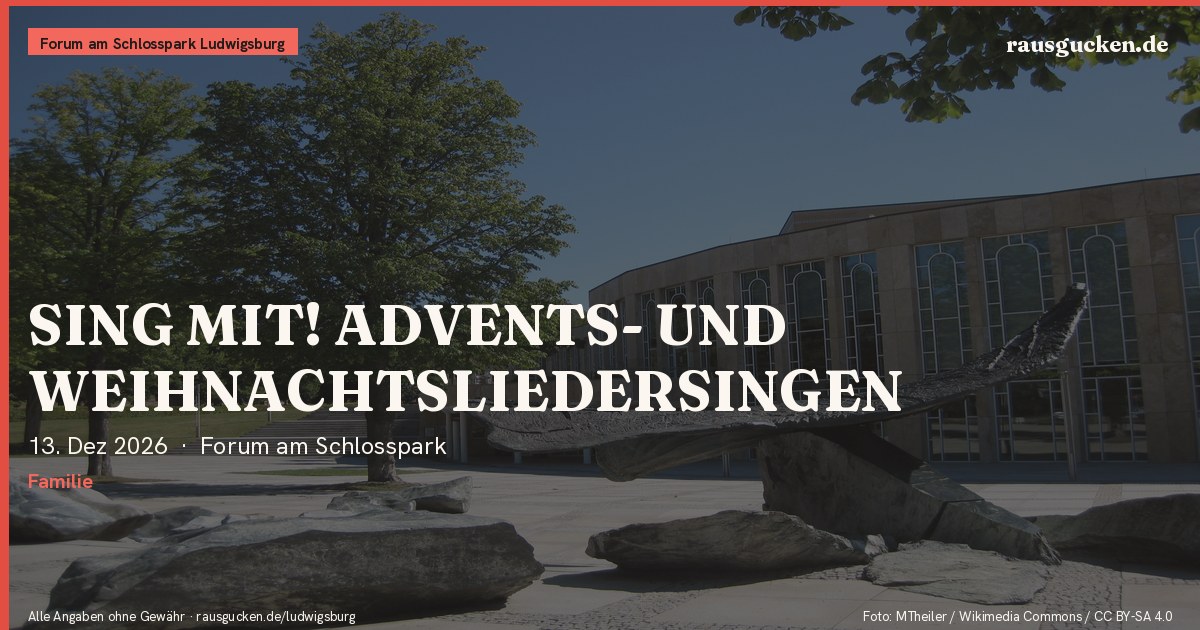 Forum am Schlosspark Ludwigsburg
rausgucken.de
SING MIT! ADVENTS- UND
WEIHNACHTSLIEDERSINGEN
13. Dez 2026 · Forum am Schlosspark
Familie
Alle Angaben ohne Gewähr · rausgucken.de/ludwigsburg
Foto: MTheiler / Wikimedia Commons / CC BY-SA 4.0